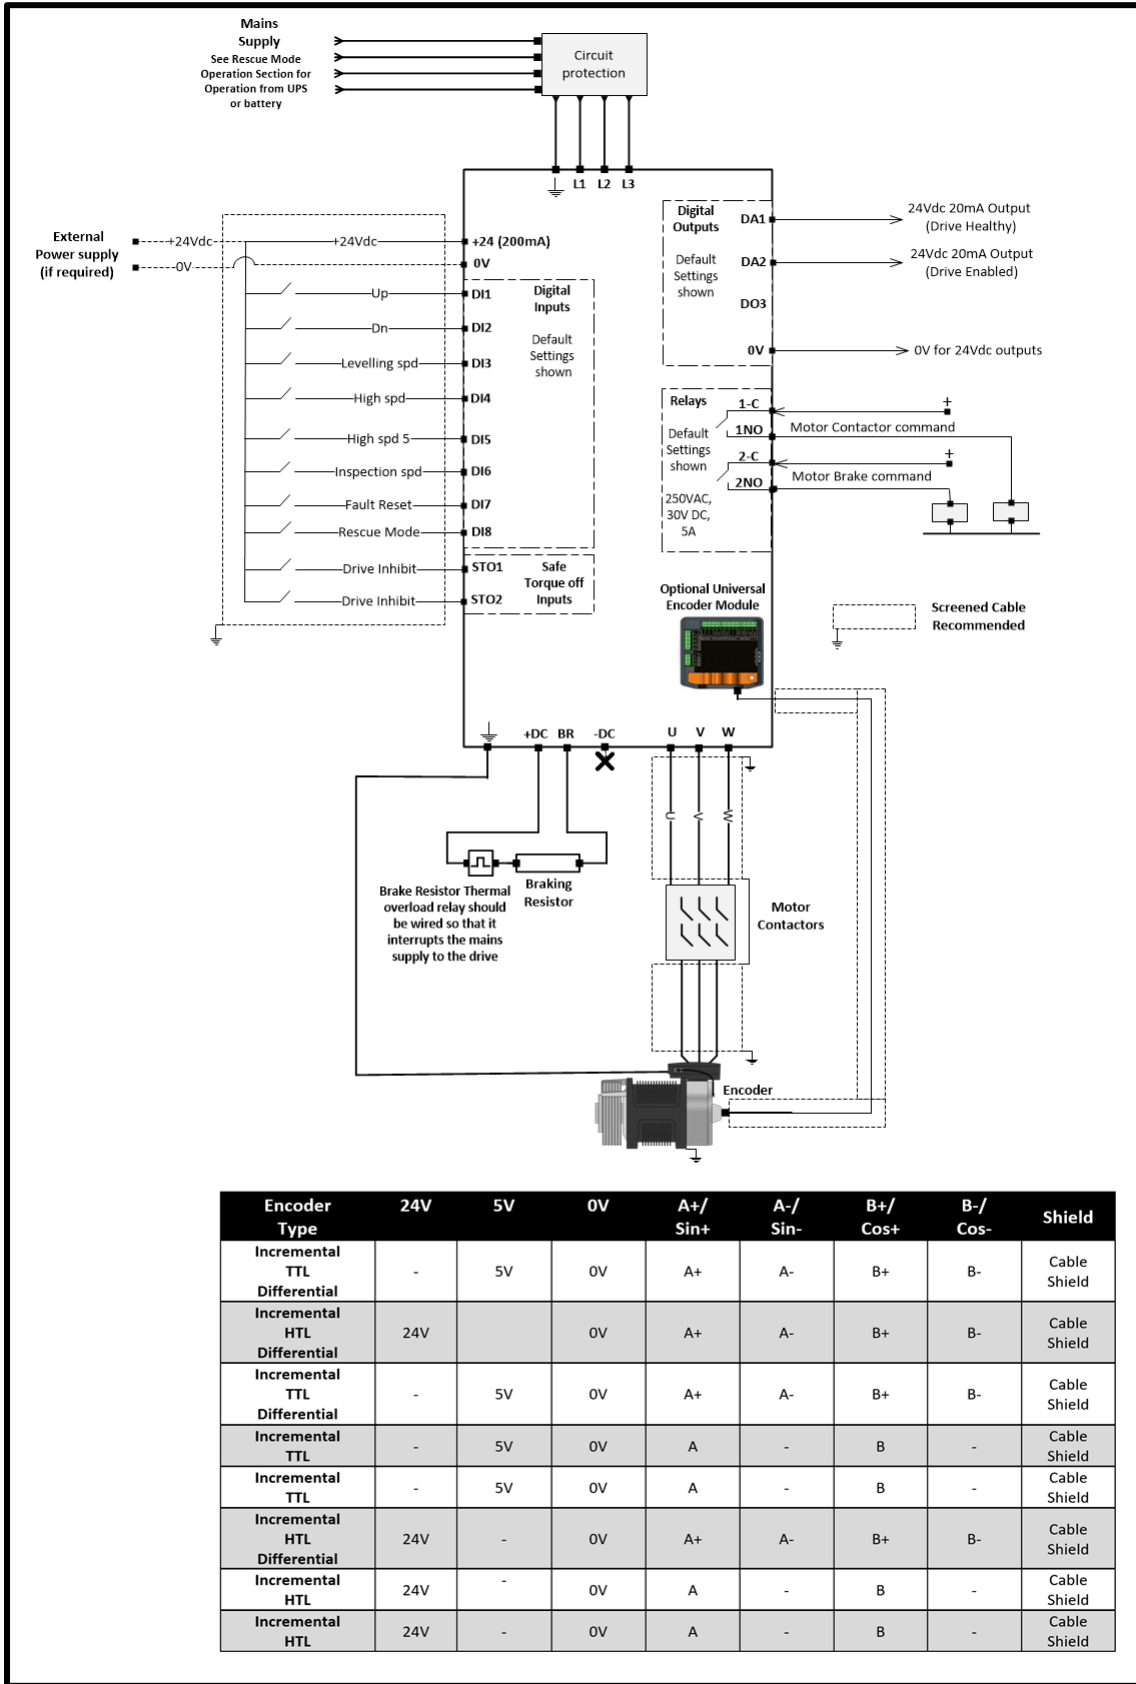 Mains
Supply
See Rescue Mode
Operation Section for
Operation from UPS
or battery
Circuit
protection
L1 L2 L3
External
Power supply
(if required)
+24Vdc
+24Vdc
0V
+24 (200mA)
0V
Up
DI1
Dn
DI2
Levelling spd
DI3
High spd
DI4
High spd 5
DI5
Inspection spd
DI6
Fault Reset
DI7
Rescue Mode
DI8
Drive Inhibit
STO1
Drive Inhibit
STO2
Digital
Inputs
Default
Settings
shown
Safe
Torque off
Inputs
Digital
Outputs
Default
Settings
shown
DA1
DA2
DO3
0V
24Vdc 20mA Output
(Drive Healthy)
24Vdc 20mA Output
(Drive Enabled)
0V for 24Vdc outputs
Relays
Default
Settings
shown
250VAC,
30V DC,
5A
1-C
1NO
2-C
2NO
+
Motor Contactor command
+
Motor Brake command
Optional Universal
Encoder Module
Screened Cable
Recommended
+DC BR -DC
U V W
U V W
Brake Resistor Thermal
overload relay should
be wired so that it
interrupts the mains
supply to the drive
Braking
Resistor
Motor
Contactors
Encoder
Encoder Type 24V 5V 0V A+/ Sin+ A-/ Sin- B+/ Cos+ B-/ Cos- Shield
Incremental TTL Differential - 5V 0V A+ A- B+ B- Cable Shield
Incremental HTL Differential 24V 0V A+ A- B+ B- Cable Shield
Incremental TTL Differential - 5V 0V A+ A- B+ B- Cable Shield
Incremental TTL - 5V 0V A - B - Cable Shield
Incremental TTL - 5V 0V A - B - Cable Shield
Incremental HTL Differential 24V - 0V A+ A- B+ B- Cable Shield
Incremental HTL 24V - 0V A - B - Cable Shield
Incremental HTL 24V - 0V A - B - Cable Shield